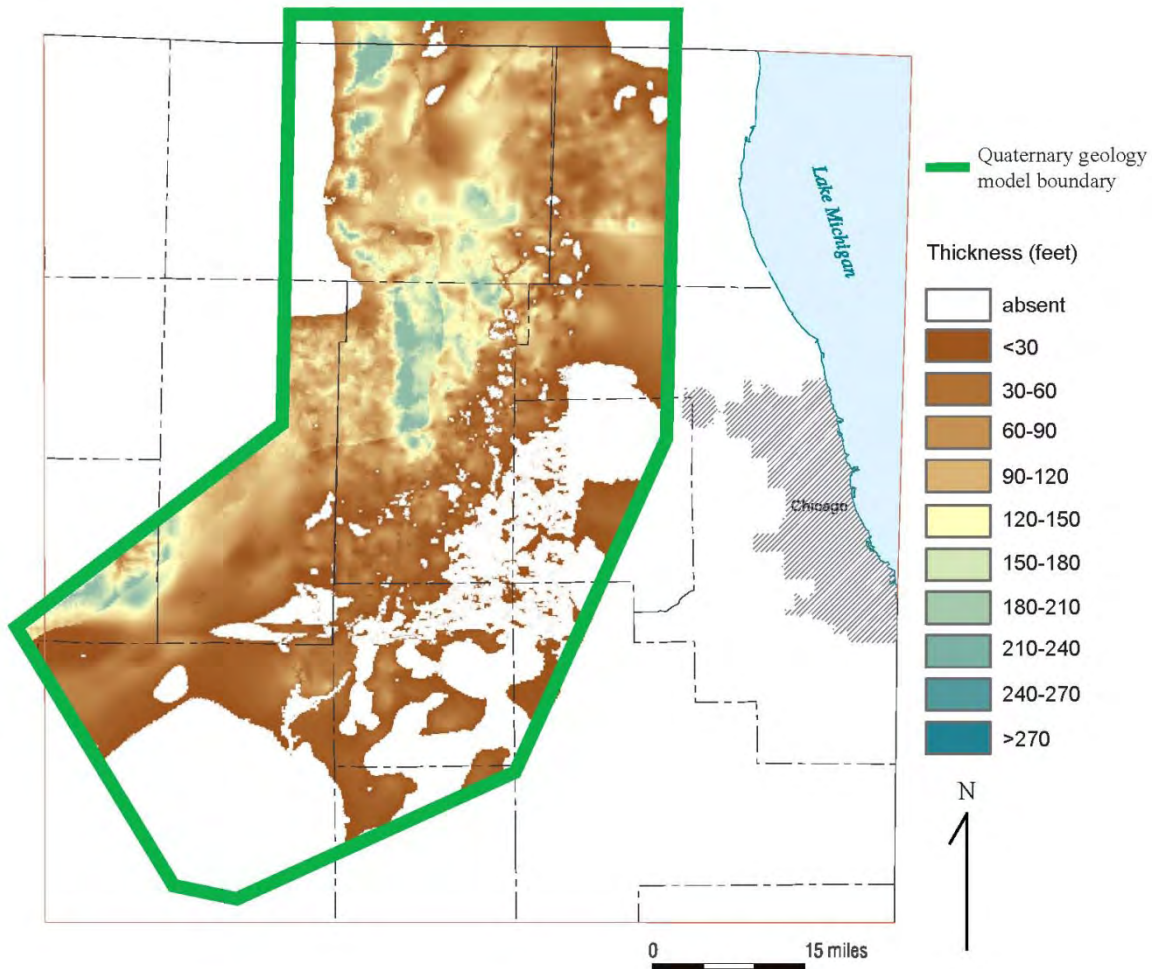 Lake Michigan
Chicago
Quaternary geology
model boundary
Thickness (feet)
absent
<30
30-60
60-90
90-120
120-150
150-180
180-210
210-240
240-270
>270
N
0 15 miles